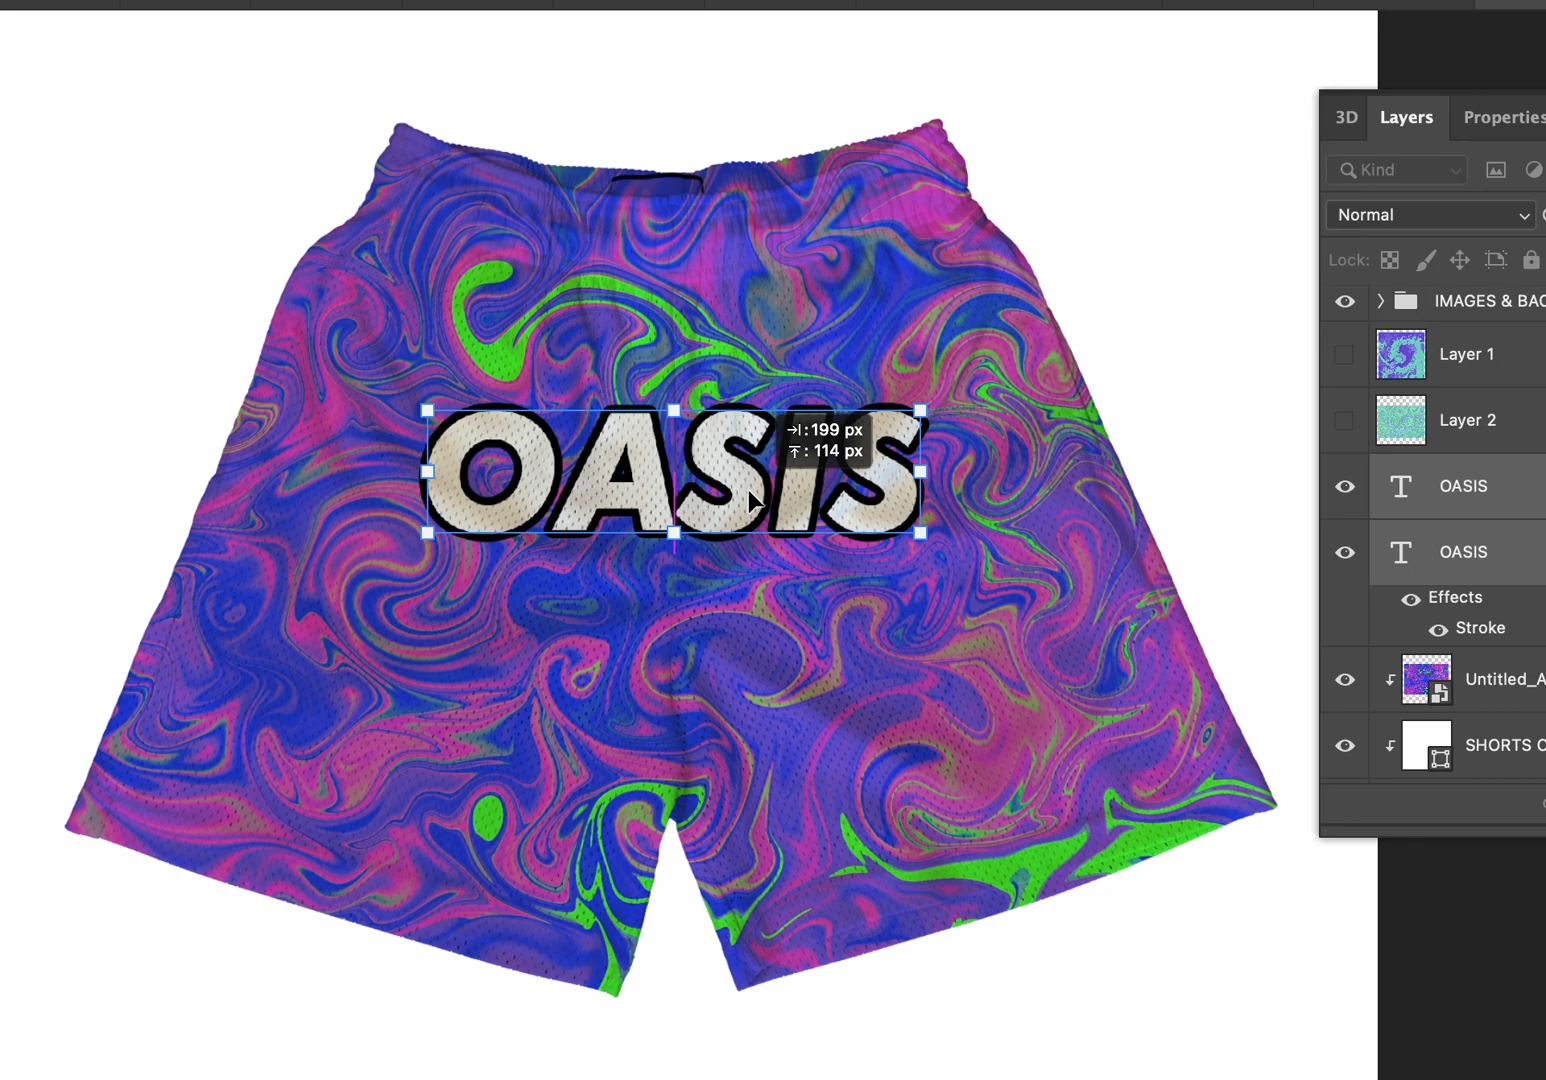 3D Layers Properties
Kind
Normal
Lock:
IMAGES & BAC
Layer 1
Layer 2
OASIS
OASIS
Effects
Stroke
Untitled_A
SHORTS C
OASIS
→|: 199 px
: 114 px